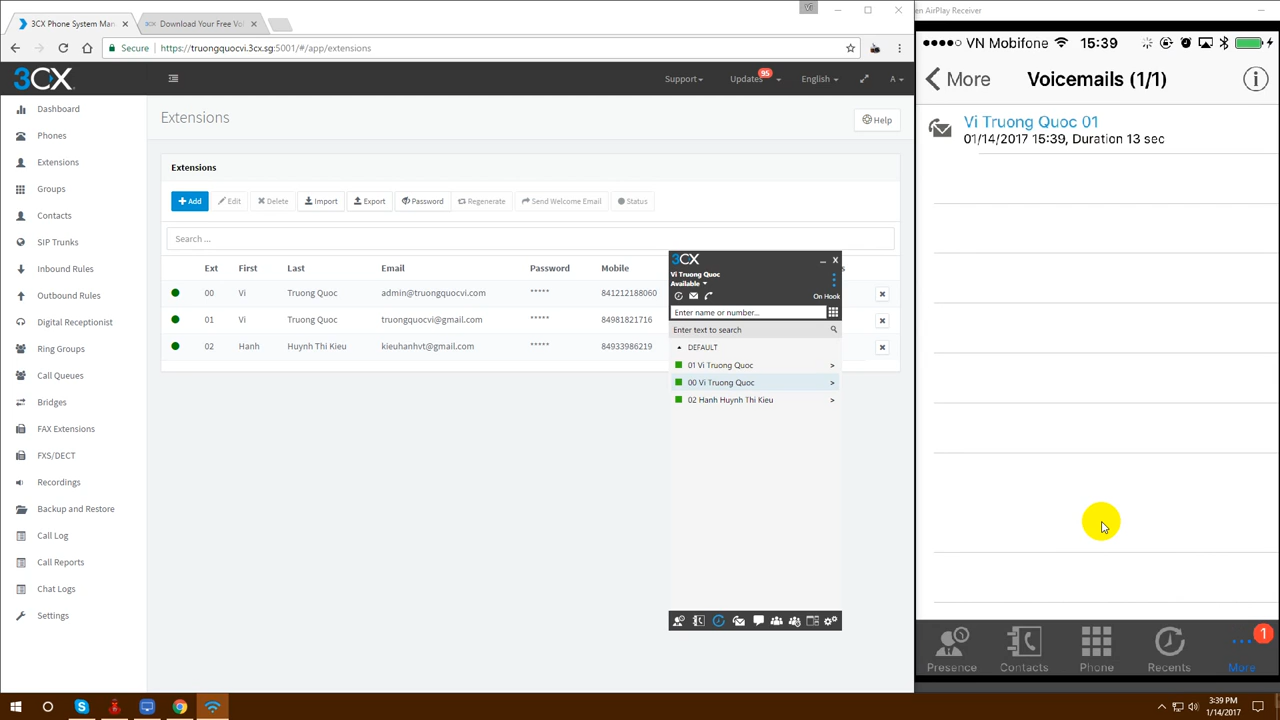 3CX Phone System Man
Download Your Free Vo
Vi
en AirPlay Receiver
Secure
https://truongquocvi.3cx.sg:5001/#/app/extensions
3CX
Support
Updates
95
English
A
Dashboard
Phones
Extensions
Groups
Contacts
SIP Trunks
Inbound Rules
Outbound Rules
Digital Receptionist
Ring Groups
Call Queues
Bridges
FAX Extensions
FXS/DECT
Recordings
Backup and Restore
Call Log
Call Reports
Chat Logs
Settings
Extensions
Help
Extensions
+ Add
Edit
Delete
Import
Export
Password
Regenerate
Send Welcome Email
Status
Search ...
Ext First Last Email Password Mobile
00 Vi Truong Quoc admin@truongquocvi.com ***** 841212188060
01 Vi Truong Quoc truongquocvi@gmail.com ***** 84981821716
02 Hanh Huynh Thi Kieu kieuhanhvt@gmail.com ***** 84933986219
3CX
Vi Truong Quoc
Available
On Hook
Enter name or number...
Enter text to search
DEFAULT
01 Vi Truong Quoc >
00 Vi Truong Quoc >
02 Hanh Huynh Thi Kieu >
VN Mobifone 15:39
More
Voicemails (1/1)
Vi Truong Quoc 01
01/14/2017 15:39, Duration 13 sec
Presence
Contacts
Phone
Recents
1
More
3:39 PM
1/14/2017